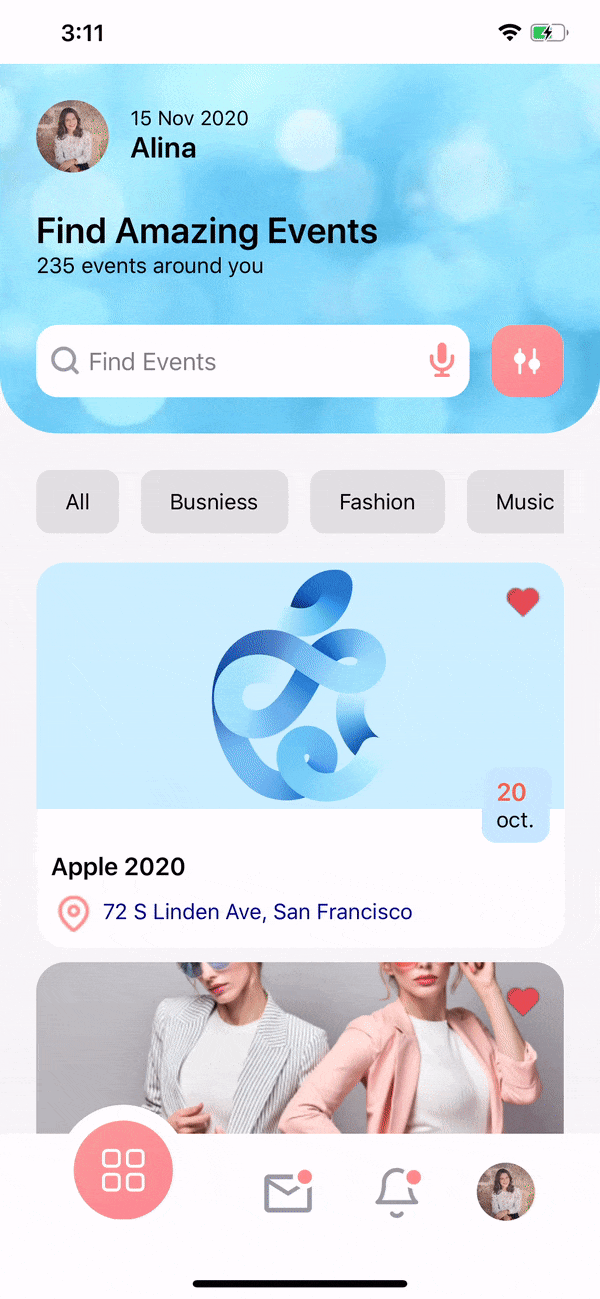 3:11
15 Nov 2020
Alina
Find Amazing Events
235 events around you
Find Events
All
Busniess
Fashion
Music
20
oct.
Apple 2020
72 S Linden Ave, San Francisco